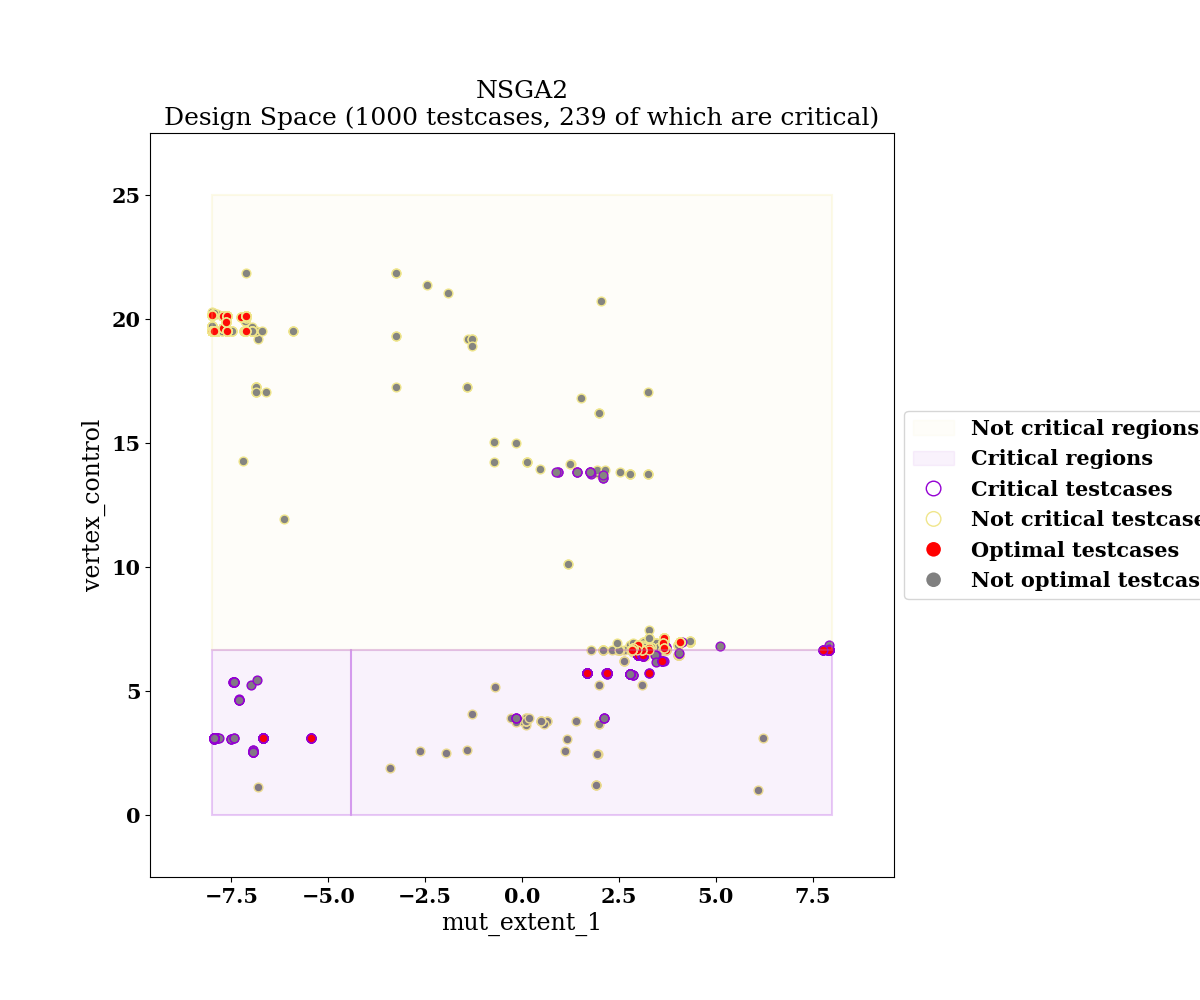 NSGA2
Design Space (1000 testcases, 239 of which are critical)
25
20
15
10
5
0
vertex_control
−7.5 −5.0 −2.5 0.0 2.5 5.0 7.5
mut_extent_1
Not critical regions
Critical regions
Critical testcases
Not critical testcase
Optimal testcases
Not optimal testcas